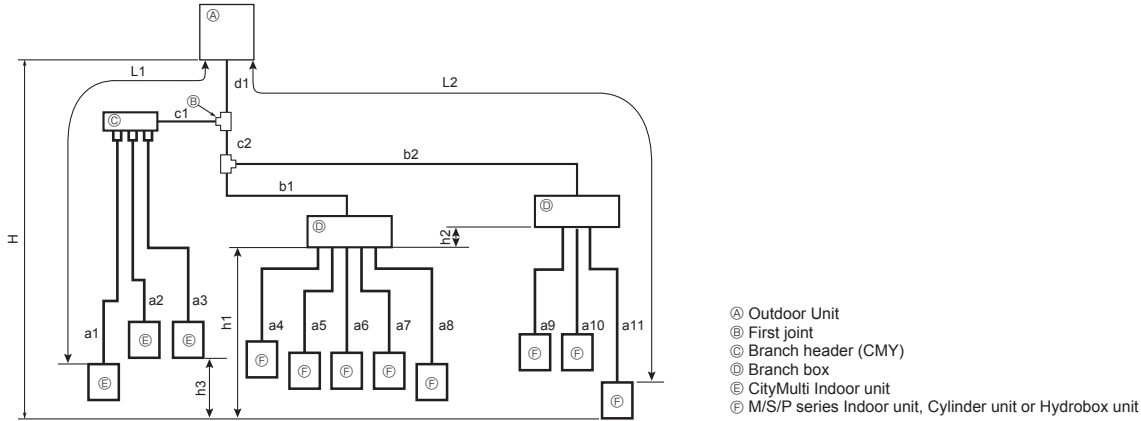 Ⓐ
L1
d1
L2
Ⓑ
Ⓒ
c1
c2
b2
b1
Ⓓ
Ⓓ
h2
H
a1
a2
a3
h1
a4
a5
a6
a7
a8
a9
a10
a11
Ⓔ
Ⓔ
Ⓔ
h3
Ⓕ
Ⓕ
Ⓕ
Ⓕ
Ⓕ
Ⓕ
Ⓕ
Ⓕ
Ⓐ Outdoor Unit
Ⓑ First joint
Ⓒ Branch header (CMY)
Ⓓ Branch box
Ⓔ CityMulti Indoor unit
Ⓕ M/S/P series Indoor unit, Cylinder unit or Hydrobox unit